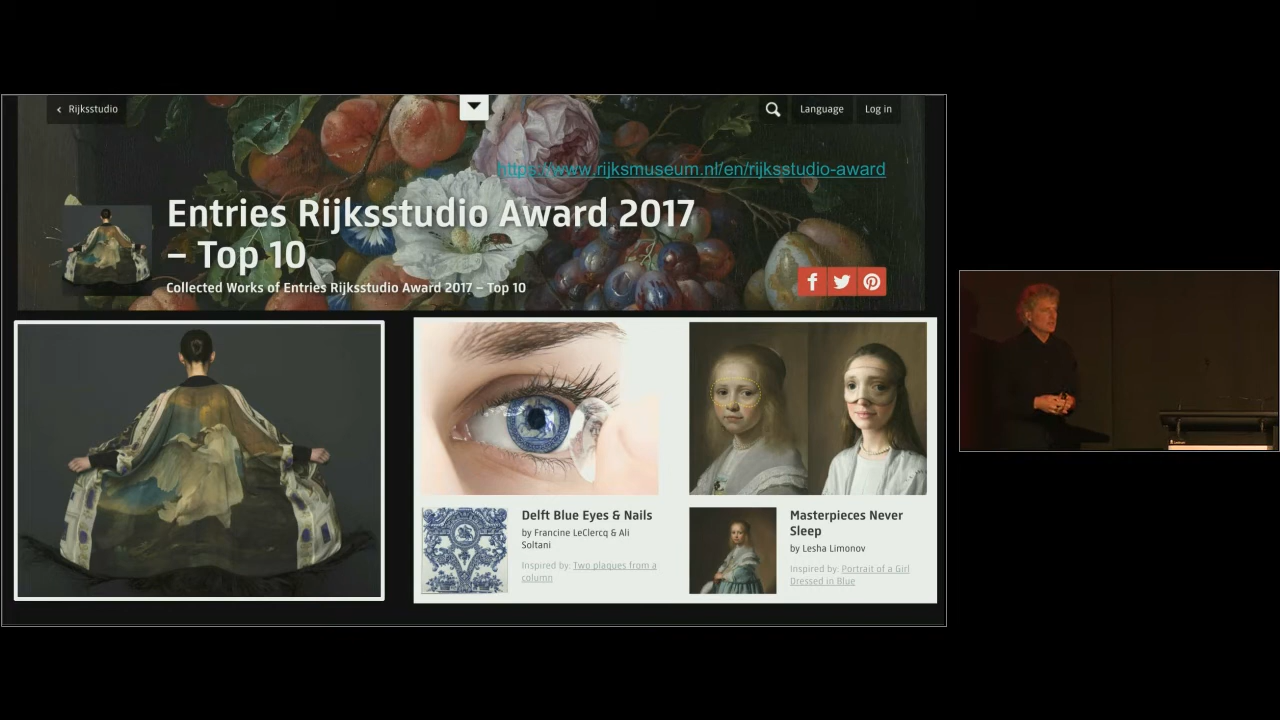 Rijksstudio
Language
Log in
https://www.rijksmuseum.nl/en/rijksstudio-award
Entries Rijksstudio Award 2017
– Top 10
Collected Works of Entries Rijksstudio Award 2017 – Top 10
Delft Blue Eyes & Nails
by Francine LeClercq & Ali
Soltani
Inspired by: Two plaques from a
column
Masterpieces Never
Sleep
by Lesha Limonov
Inspired by: Portrait of a Girl
Dressed in Blue